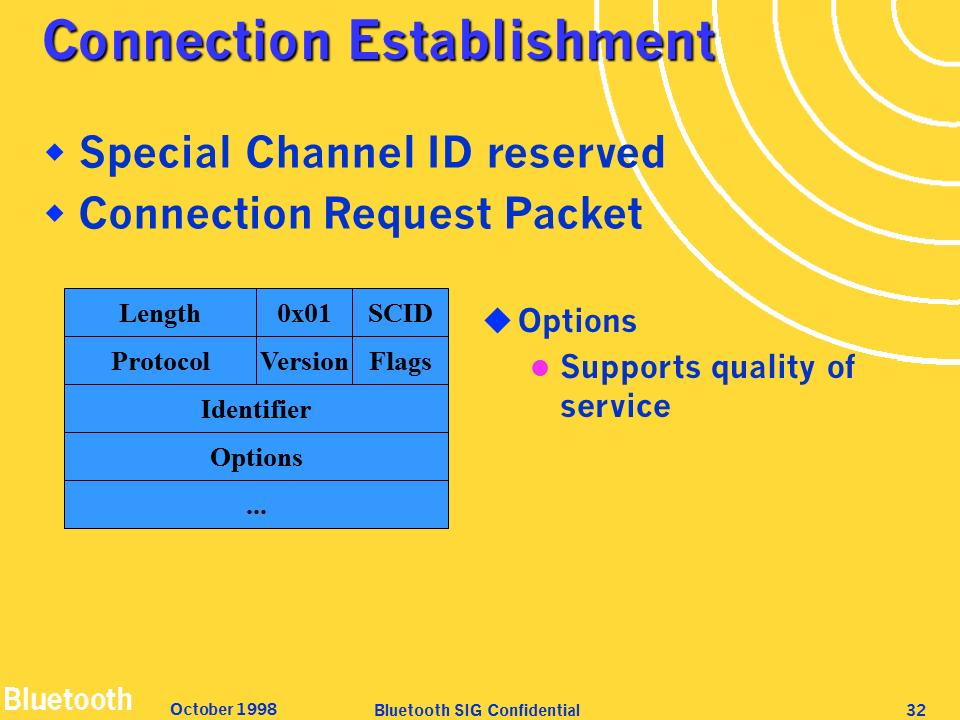 Connection Establishment
Special Channel ID reserved
Connection Request Packet
Length 0x01 SCID
Protocol Version Flags
Identifier
Options
...
Options
Supports quality of
service
Bluetooth October 1998 Bluetooth SIG Confidential 32